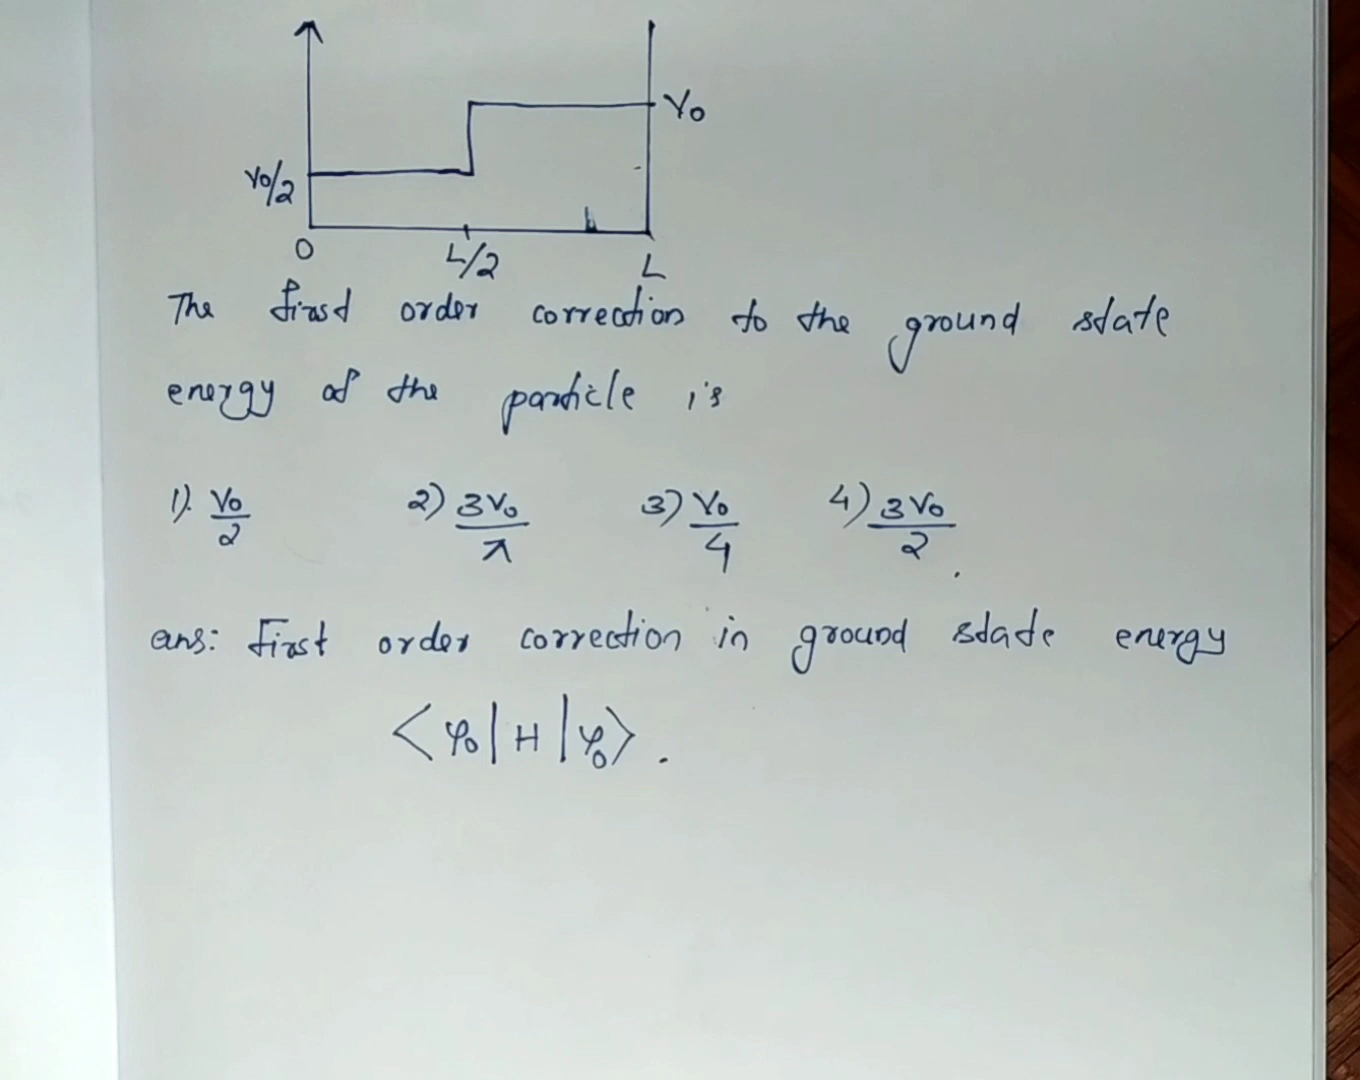 V₀
V₀/2
0
L/2
L
The first order correction to the ground state
energy of the particle is
1). V₀/2 2) 3V₀/π 3) V₀/4 4) 3V₀/2.
ans: First order correction in ground state energy
<φ₀|H|φ₀>.